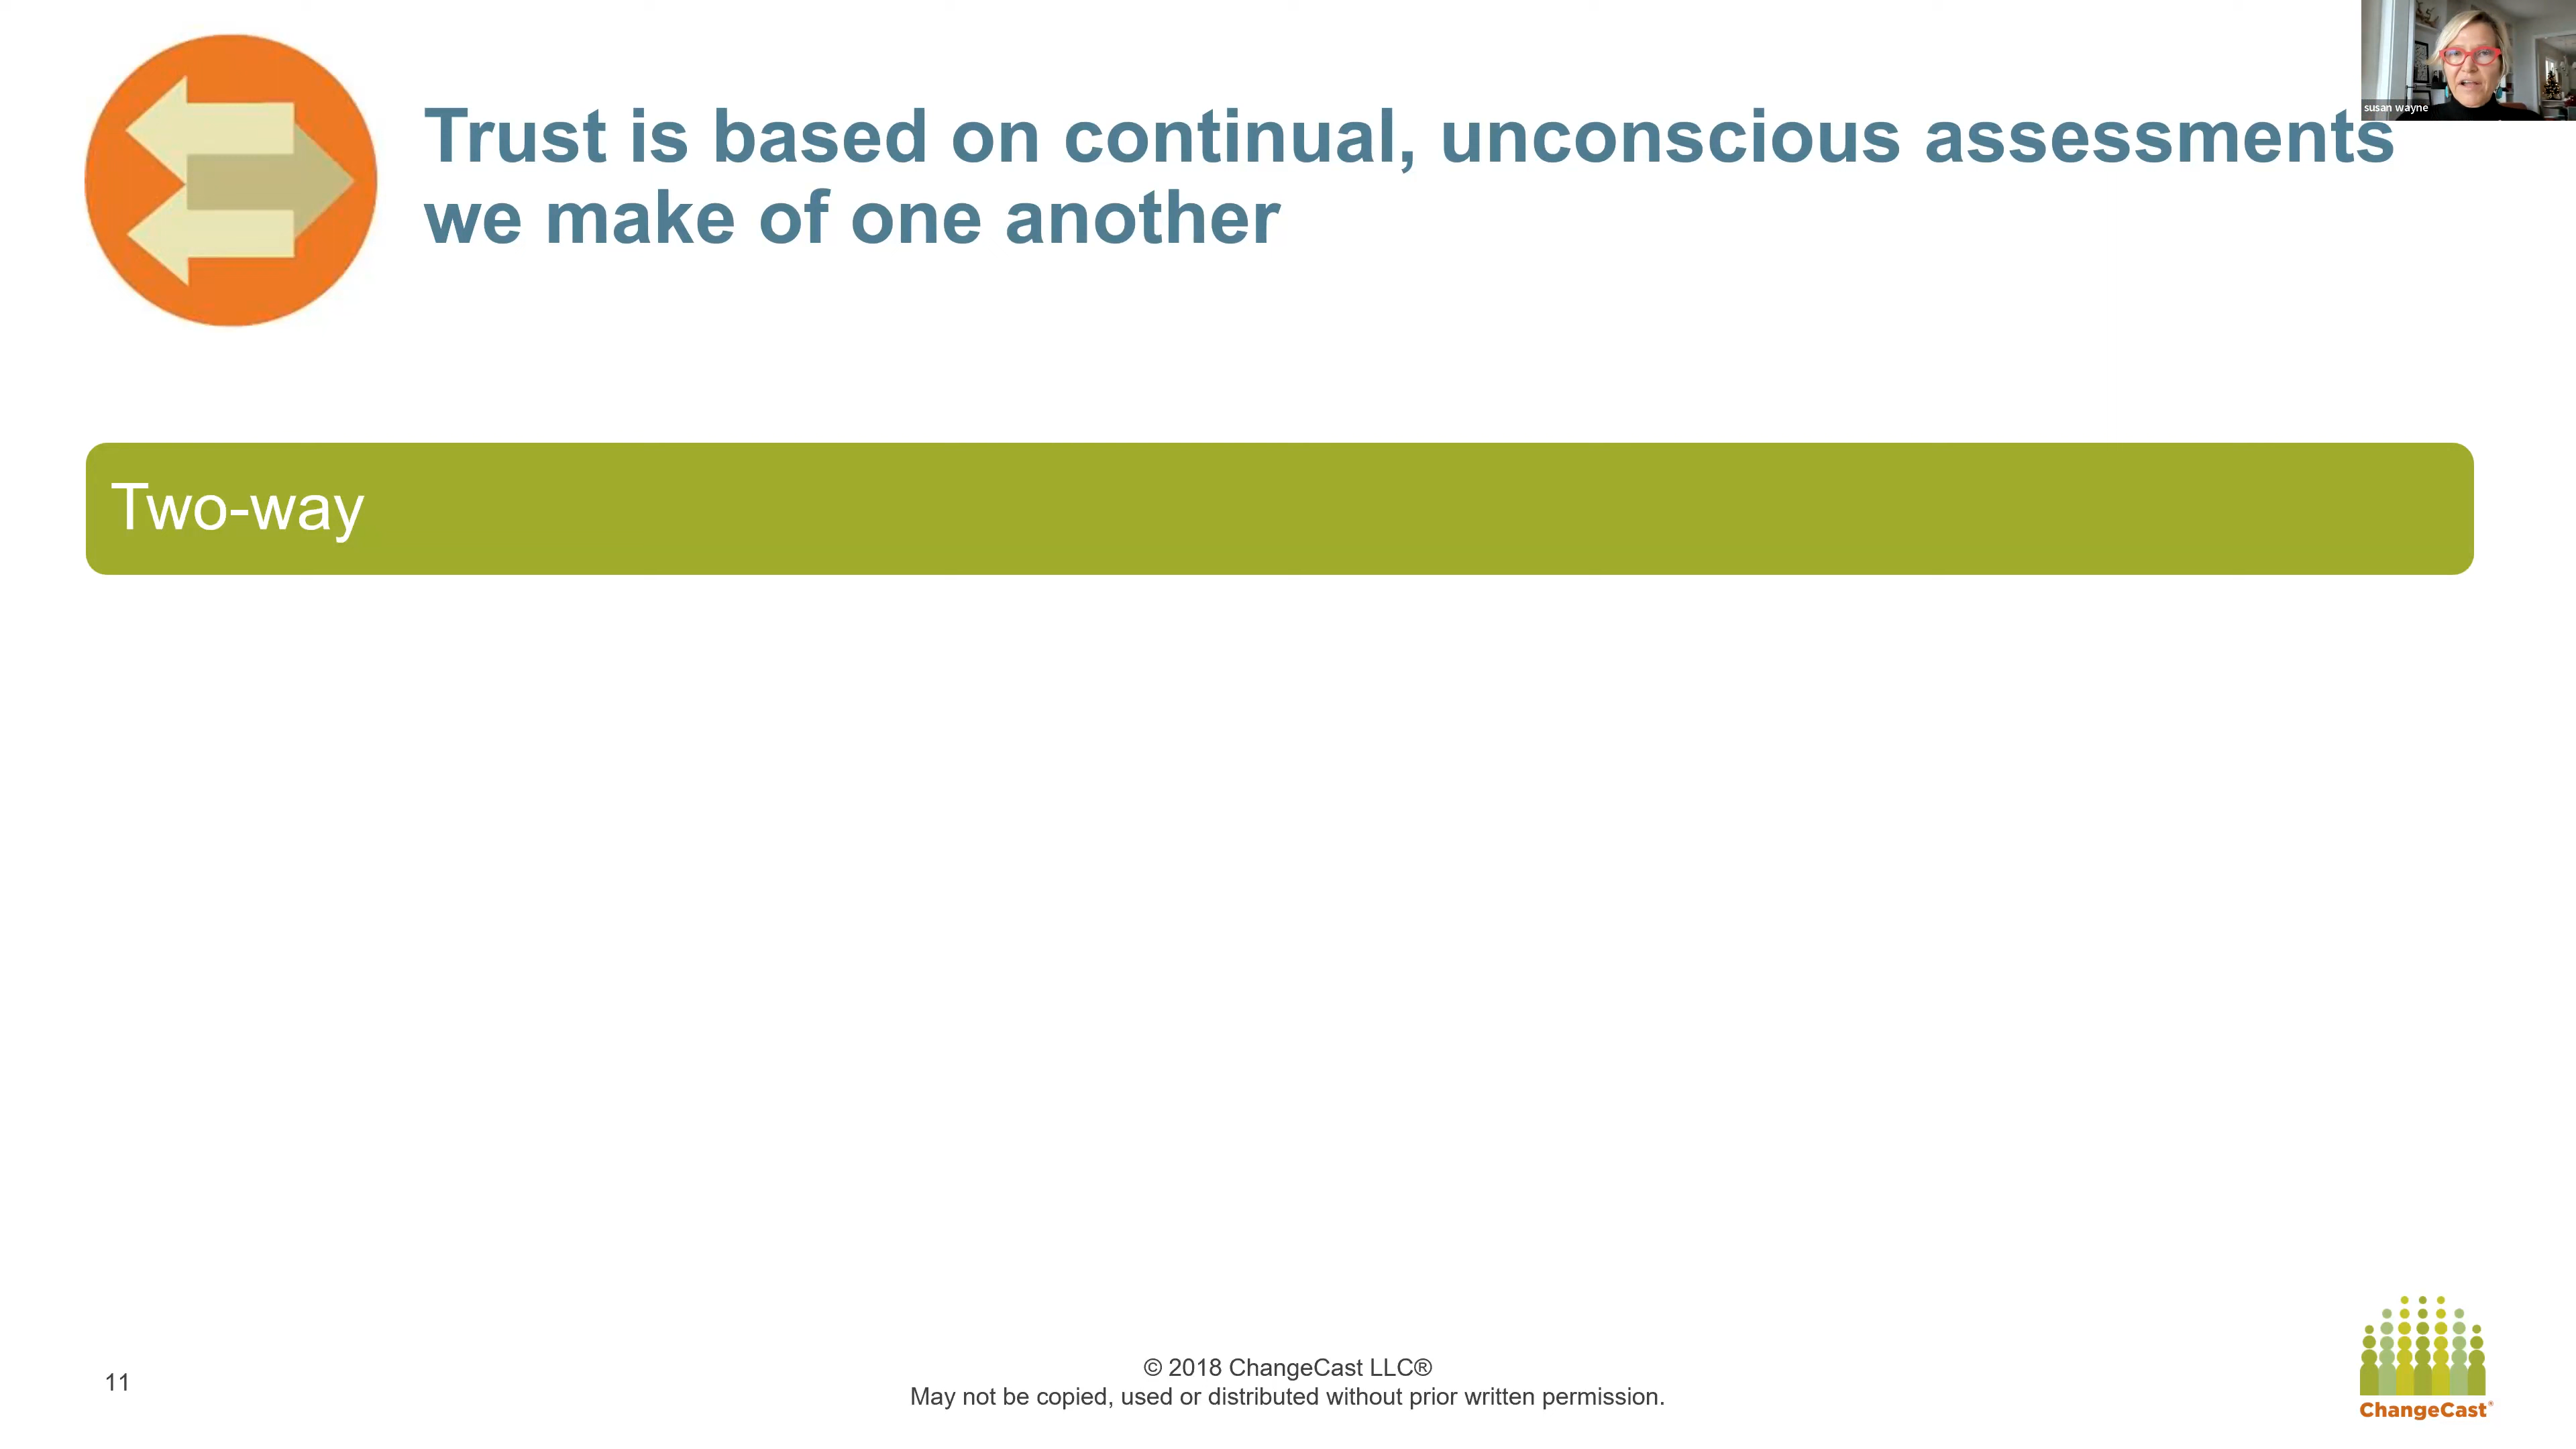 susan wayne
Trust is based on continual, unconscious assessments
we make of one another
Two-way
11
© 2018 ChangeCast LLC®
May not be copied, used or distributed without prior written permission.
ChangeCast®